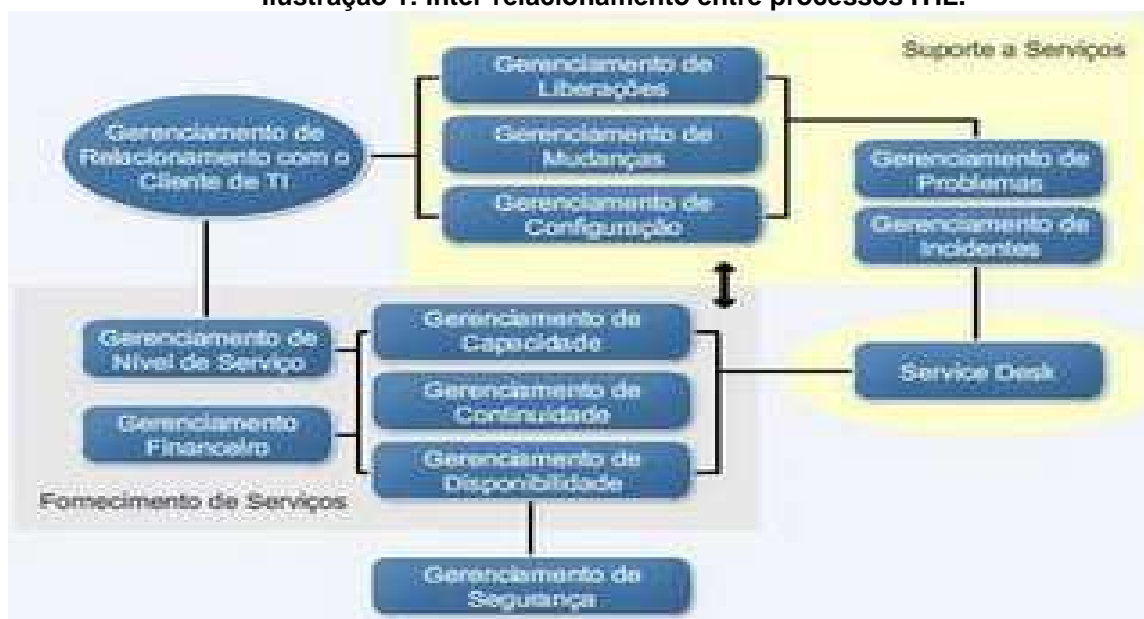 Ilustração 1: Inter-relacionamento entre processos ITIL.
Suporte a Serviços
Gerenciamento de
Liberações
Gerenciamento de
Relacionamento com o
Cliente de TI
Gerenciamento de
Mudanças
Gerenciamento de
Configuração
Gerenciamento de
Problemas
Gerenciamento de
Incidentes
Gerenciamento de
Nível de Serviço
Gerenciamento
Financeiro
Gerenciamento de
Capacidade
Gerenciamento de
Continuidade
Gerenciamento de
Disponibilidade
Service Desk
Fornecimento de Serviços
Gerenciamento de
Segurança